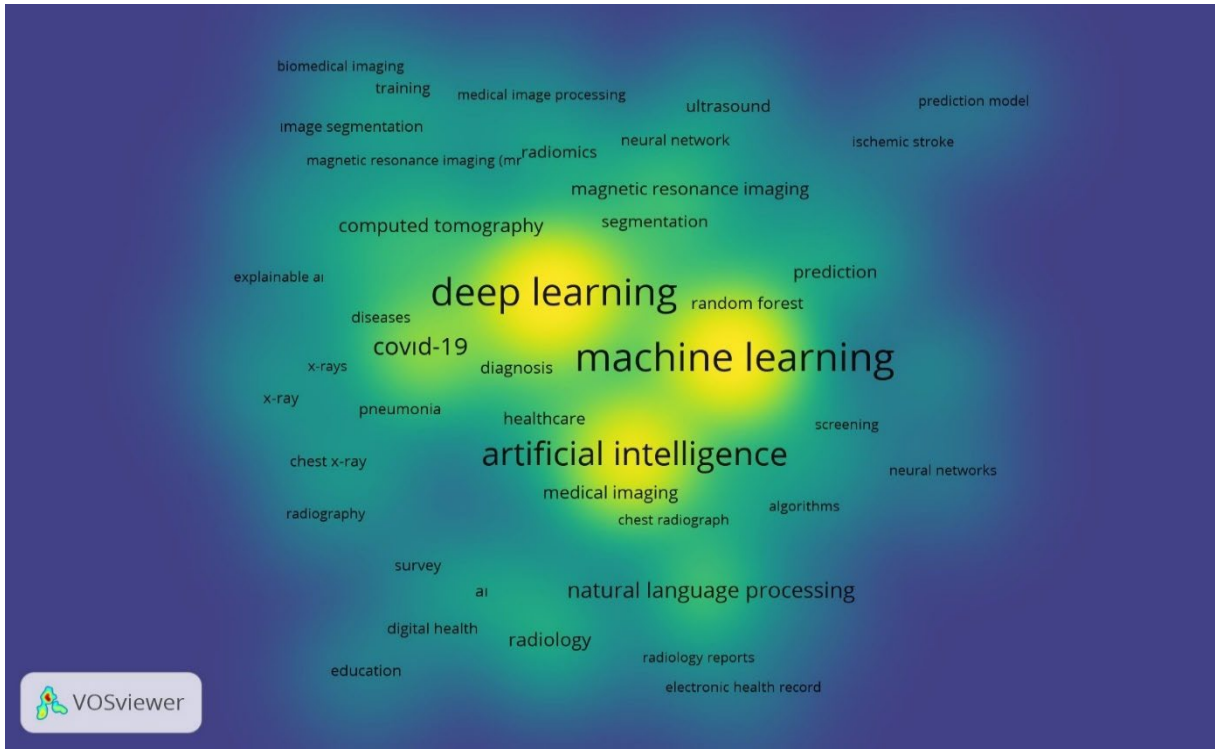 biomedical imaging
training
medical image processing
ultrasound
prediction model
image segmentation
neural network
ischemic stroke
magnetic resonance imaging (mr
radiomics
magnetic resonance imaging
computed tomography
segmentation
explainable aı
prediction
deep learning
random forest
diseases
covıd-19
machine learning
x-rays
diagnosis
x-ray
pneumonia
healthcare
screening
artificial intelligence
chest x-ray
neural networks
medical imaging
radiography
chest radiograph
algorithms
survey
aı
natural language processing
digital health
radiology
radiology reports
education
electronic health record
VOSviewer